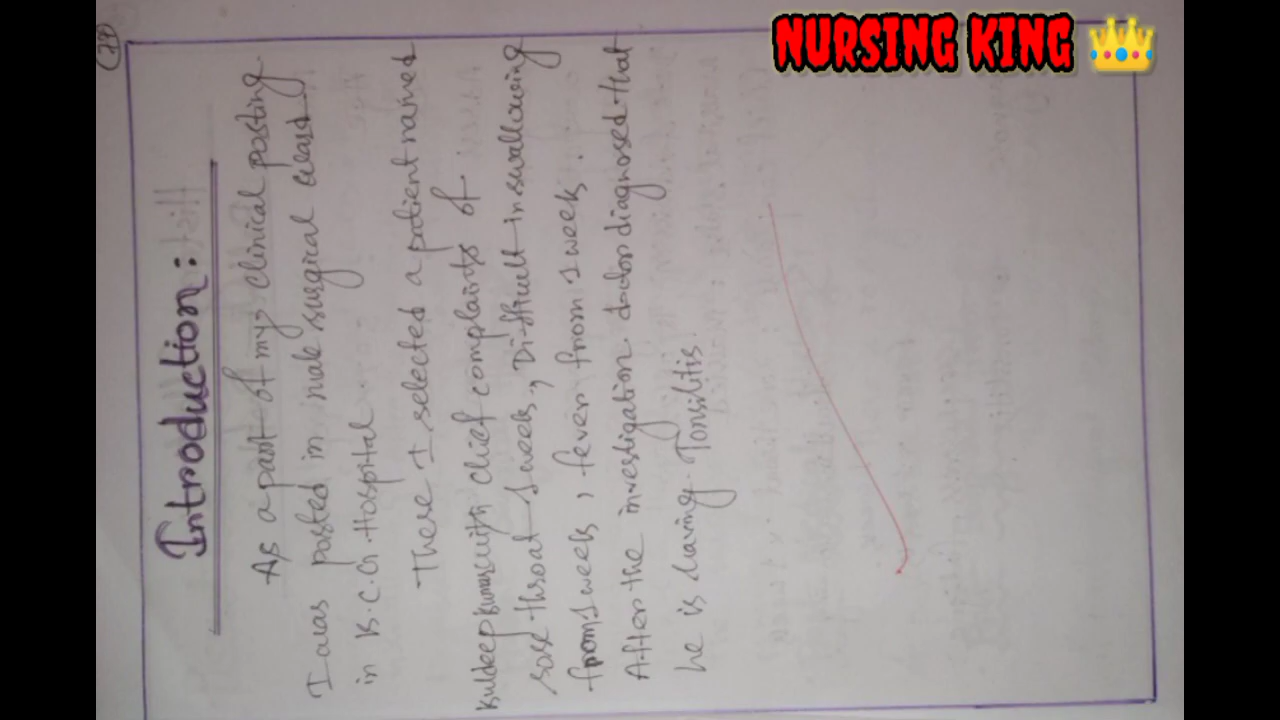 NURSING KING
Introduction :
As a part of my clinical posting
I was posted in male surgical ward
in K.C.G. Hospital
There I selected a patient named
Kuldeep kumar with chief complaints of
sore throat 1 week, Difficult in swallowing
from 1 week, fever from 1 week.
After the investigation doctor diagnosed that
he is having Tonsilitis